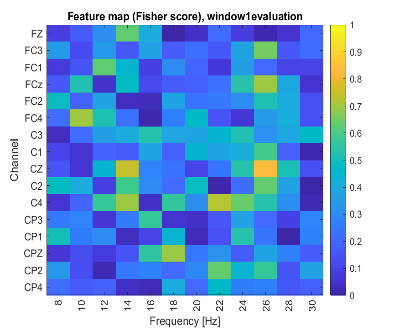 Feature map (Fisher score), window1evaluation
FZ
FC3
FC1
FCz
FC2
FC4
C3
C1
CZ
C2
C4
CP3
CP1
CPZ
CP2
CP4
Channel
8 10 12 14 16 18 20 22 24 26 28 30
Frequency [Hz]
1
0.9
0.8
0.7
0.6
0.5
0.4
0.3
0.2
0.1
0